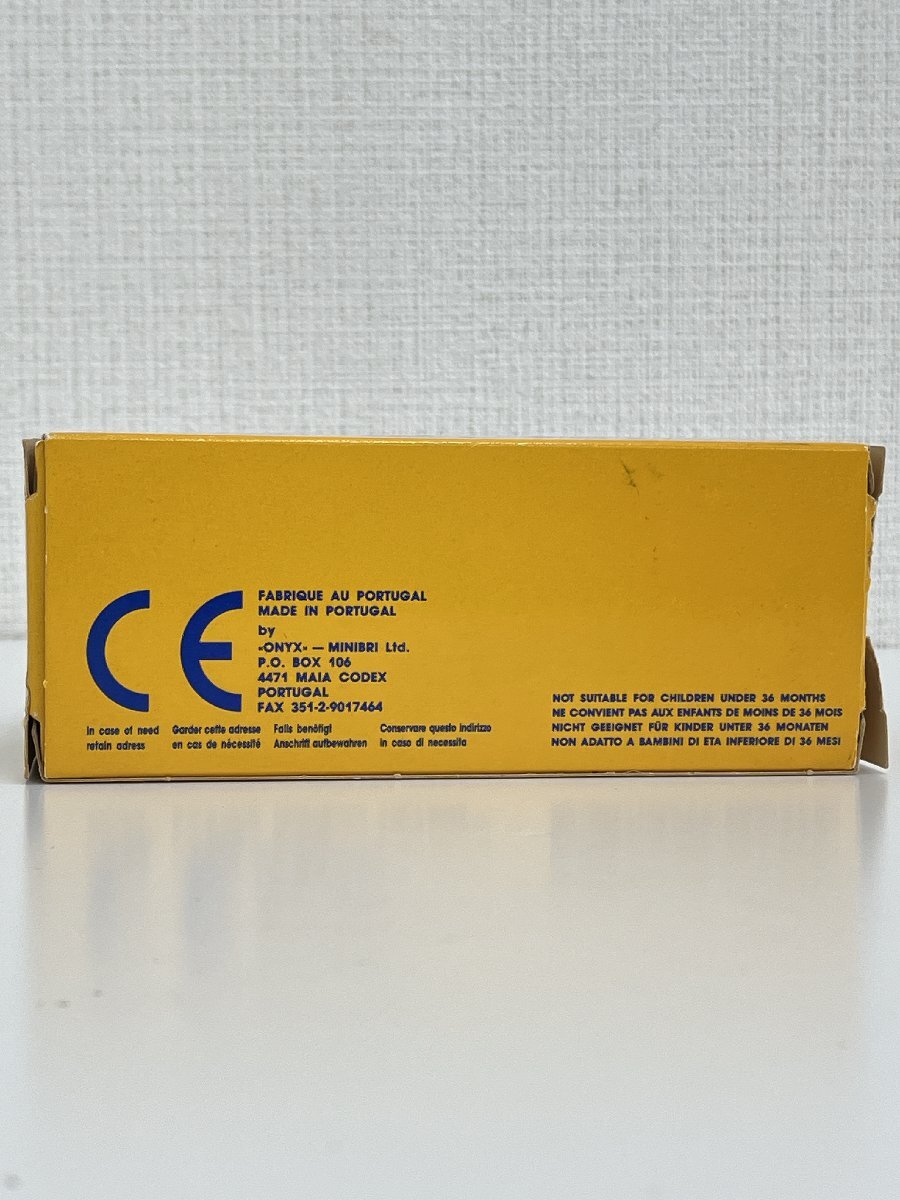 CE
FABRIQUE AU PORTUGAL
MADE IN PORTUGAL
by
«ONYX» — MINIBRI Ltd.
P.O. BOX 106
4471 MAIA CODEX
PORTUGAL
FAX 351-2-9017464
In case of need
retain adress
Garder cette adresse
en cas de nécessité
Falls benötigt
Anschrift aufbewahren
Conservare questo indirizzo
in caso di necessita
NOT SUITABLE FOR CHILDREN UNDER 36 MONTHS
NE CONVIENT PAS AUX ENFANTS DE MOINS DE 36 MOIS
NICHT GEEIGNET FÜR KINDER UNTER 36 MONATEN
NON ADATTO A BAMBINI DI ETA INFERIORE DI 36 MESI